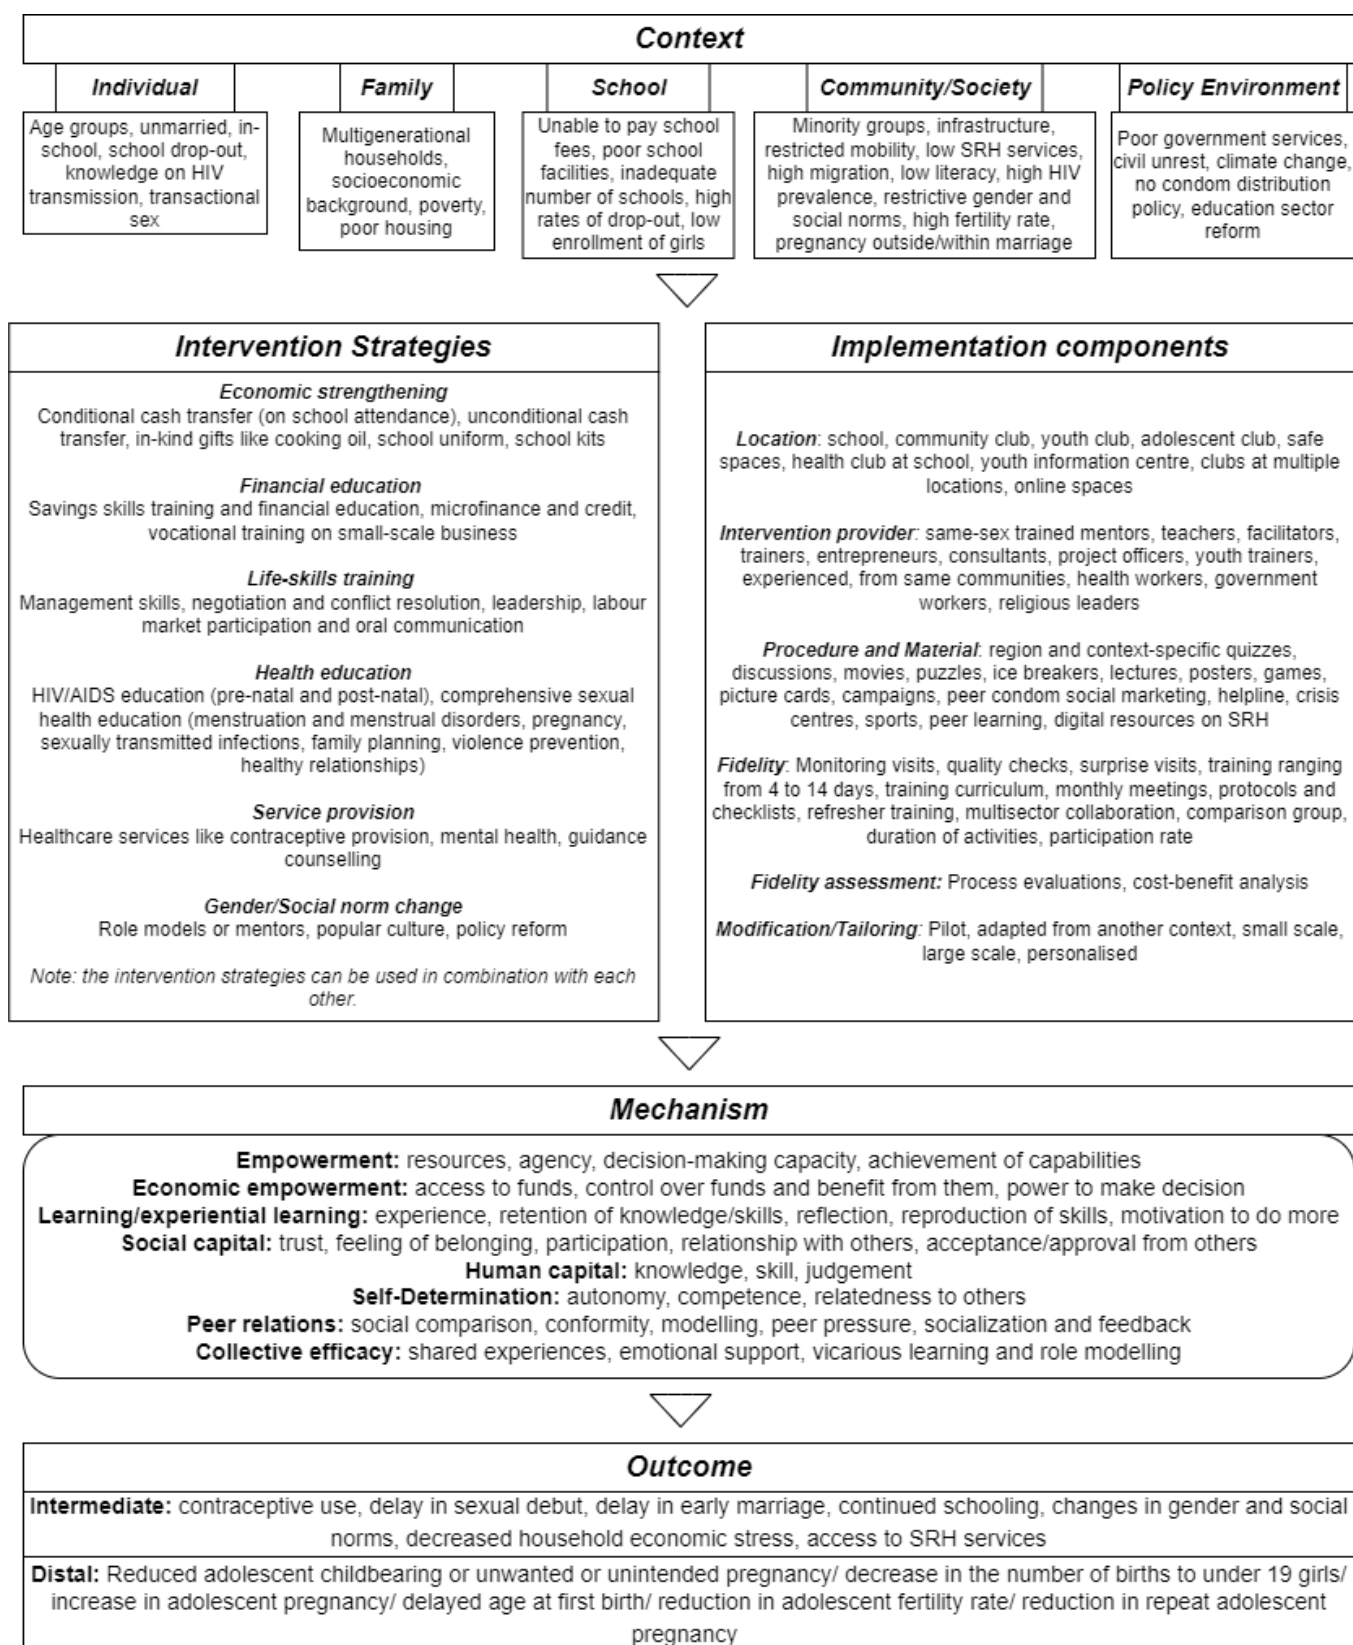 Context
Individual
Age groups, unmarried, in-
school, school drop-out,
knowledge on HIV
transmission, transactional
sex
Family
Multigenerational
households,
socioeconomic
background, poverty,
poor housing
School
Unable to pay school
fees, poor school
facilities, inadequate
number of schools, high
rates of drop-out, low
enrollment of girls
Community/Society
Minority groups, infrastructure,
restricted mobility, low SRH services,
high migration, low literacy, high HIV
prevalence, restrictive gender and
social norms, high fertility rate,
pregnancy outside/within marriage
Policy Environment
Poor government services,
civil unrest, climate change,
no condom distribution
policy, education sector
reform
Intervention Strategies
Economic strengthening
Conditional cash transfer (on school attendance), unconditional cash
transfer, in-kind gifts like cooking oil, school uniform, school kits
Financial education
Savings skills training and financial education, microfinance and credit,
vocational training on small-scale business
Life-skills training
Management skills, negotiation and conflict resolution, leadership, labour
market participation and oral communication
Health education
HIV/AIDS education (pre-natal and post-natal), comprehensive sexual
health education (menstruation and menstrual disorders, pregnancy,
sexually transmitted infections, family planning, violence prevention,
healthy relationships)
Service provision
Healthcare services like contraceptive provision, mental health, guidance
counselling
Gender/Social norm change
Role models or mentors, popular culture, policy reform
Note: the intervention strategies can be used in combination with each
other.
Implementation components
Location: school, community club, youth club, adolescent club, safe
spaces, health club at school, youth information centre, clubs at multiple
locations, online spaces
Intervention provider: same-sex trained mentors, teachers, facilitators,
trainers, entrepreneurs, consultants, project officers, youth trainers,
experienced, from same communities, health workers, government
workers, religious leaders
Procedure and Material: region and context-specific quizzes,
discussions, movies, puzzles, ice breakers, lectures, posters, games,
picture cards, campaigns, peer condom social marketing, helpline, crisis
centres, sports, peer learning, digital resources on SRH
Fidelity: Monitoring visits, quality checks, surprise visits, training ranging
from 4 to 14 days, training curriculum, monthly meetings, protocols and
checklists, refresher training, multisector collaboration, comparison group,
duration of activities, participation rate
Fidelity assessment: Process evaluations, cost-benefit analysis
Modification/Tailoring: Pilot, adapted from another context, small scale,
large scale, personalised
Mechanism
Empowerment: resources, agency, decision-making capacity, achievement of capabilities
Economic empowerment: access to funds, control over funds and benefit from them, power to make decision
Learning/experiential learning: experience, retention of knowledge/skills, reflection, reproduction of skills, motivation to do more
Social capital: trust, feeling of belonging, participation, relationship with others, acceptance/approval from others
Human capital: knowledge, skill, judgement
Self-Determination: autonomy, competence, relatedness to others
Peer relations: social comparison, conformity, modelling, peer pressure, socialization and feedback
Collective efficacy: shared experiences, emotional support, vicarious learning and role modelling
Outcome
Intermediate: contraceptive use, delay in sexual debut, delay in early marriage, continued schooling, changes in gender and social
norms, decreased household economic stress, access to SRH services
Distal: Reduced adolescent childbearing or unwanted or unintended pregnancy/ decrease in the number of births to under 19 girls/
increase in adolescent pregnancy/ delayed age at first birth/ reduction in adolescent fertility rate/ reduction in repeat adolescent
pregnancy